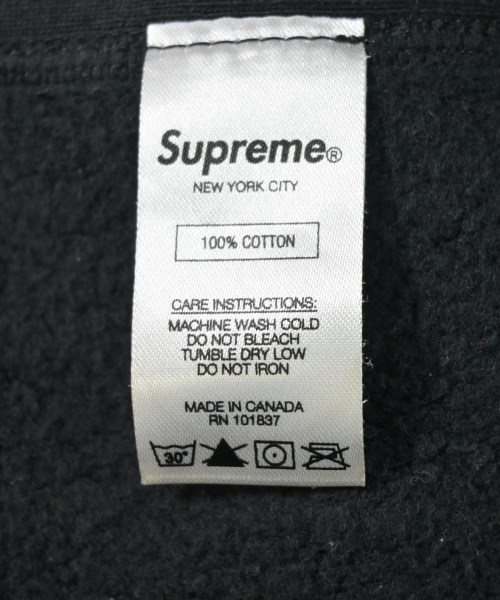 Supreme®
NEW YORK CITY
100% COTTON
CARE INSTRUCTIONS:
MACHINE WASH COLD
DO NOT BLEACH
TUMBLE DRY LOW
DO NOT IRON
MADE IN CANADA
RN 101837
30°